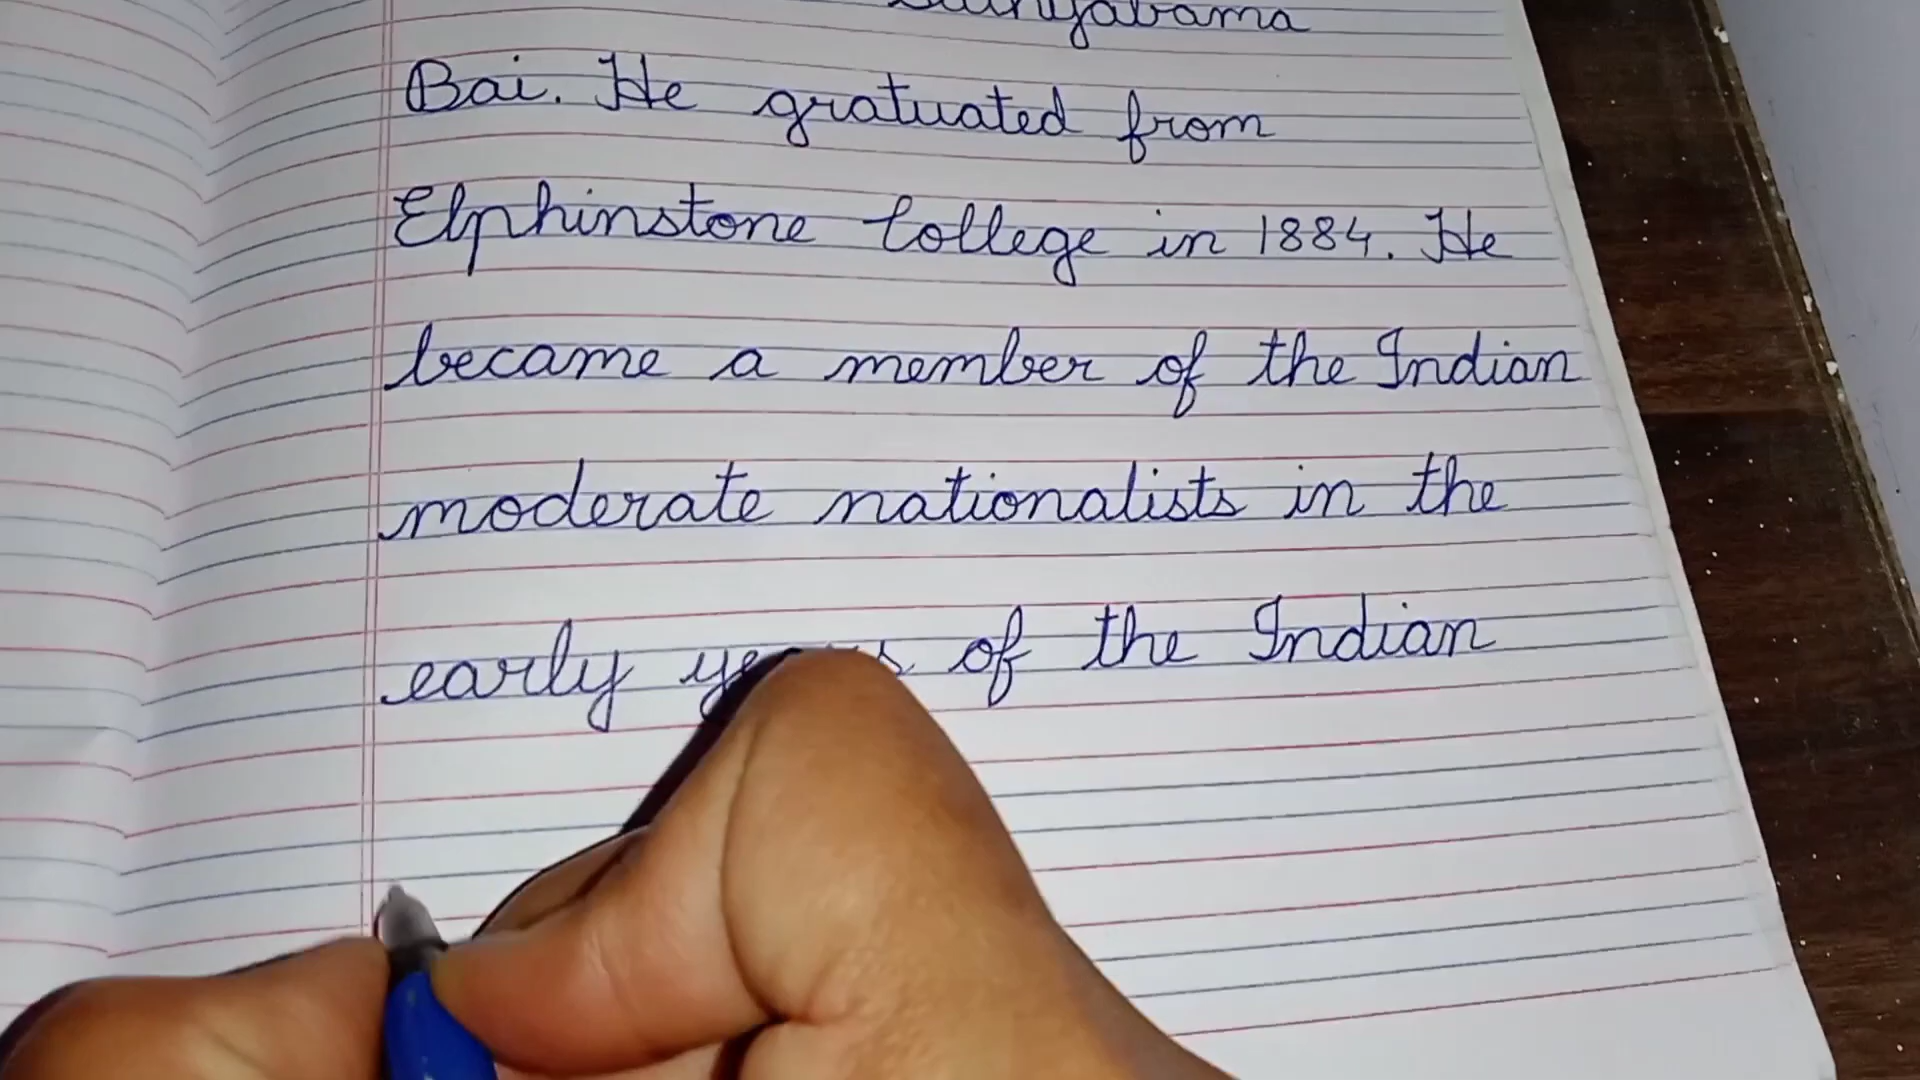 Bai. He gratuated from
Elphinstone College in 1884. He
became a member of the Indian
moderate nationalists in the
early years of the Indian